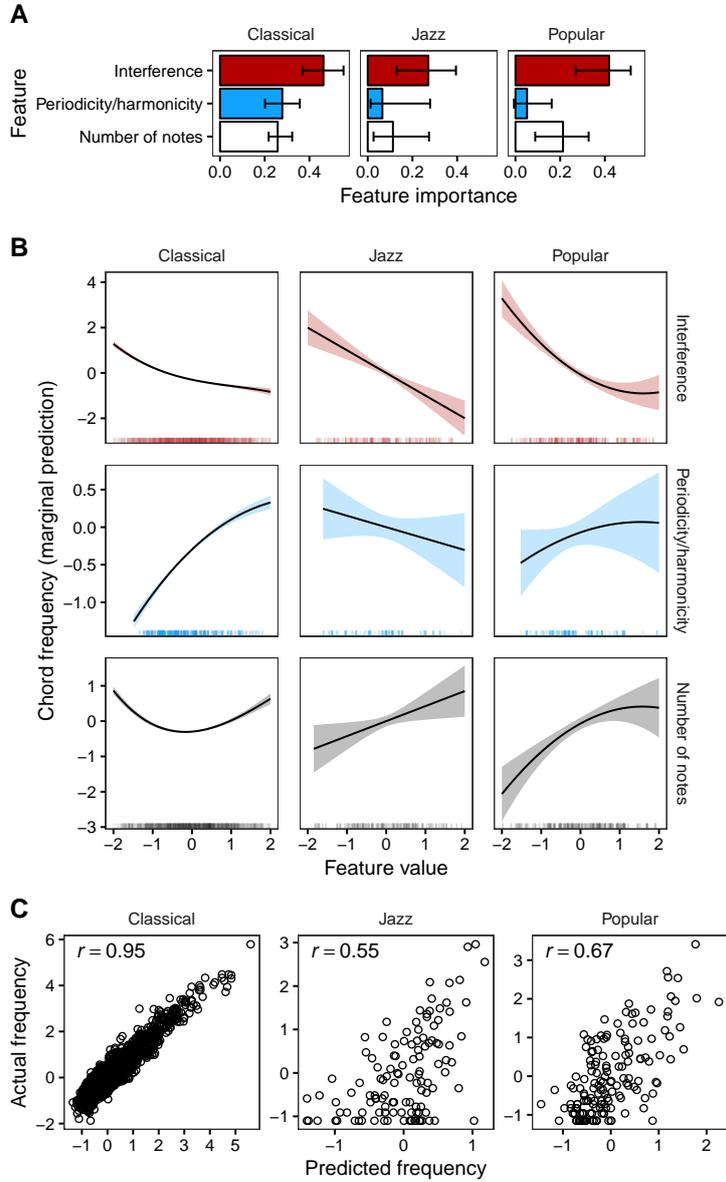 A
Classical Jazz Popular
Feature
Interference
Periodicity/harmonicity
Number of notes
0.0 0.2 0.4 0.0 0.2 0.4 0.0 0.2 0.4
Feature importance
B
Classical Jazz Popular
Chord frequency (marginal prediction)
4
2
0
−2
Interference
0.5
0.0
−0.5
−1.0
Periodicity/harmonicity
1
0
−1
−2
−3
Number of notes
−2 −1 0 1 2 −2 −1 0 1 2 −2 −1 0 1 2
Feature value
C
Classical Jazz Popular
Actual frequency
6
4
2
0
−2
r = 0.95
−1 0 1 2 3 4 5
3
2
1
0
−1
r = 0.55
−1 0 1
3
2
1
0
−1
r = 0.67
−1 0 1 2
Predicted frequency